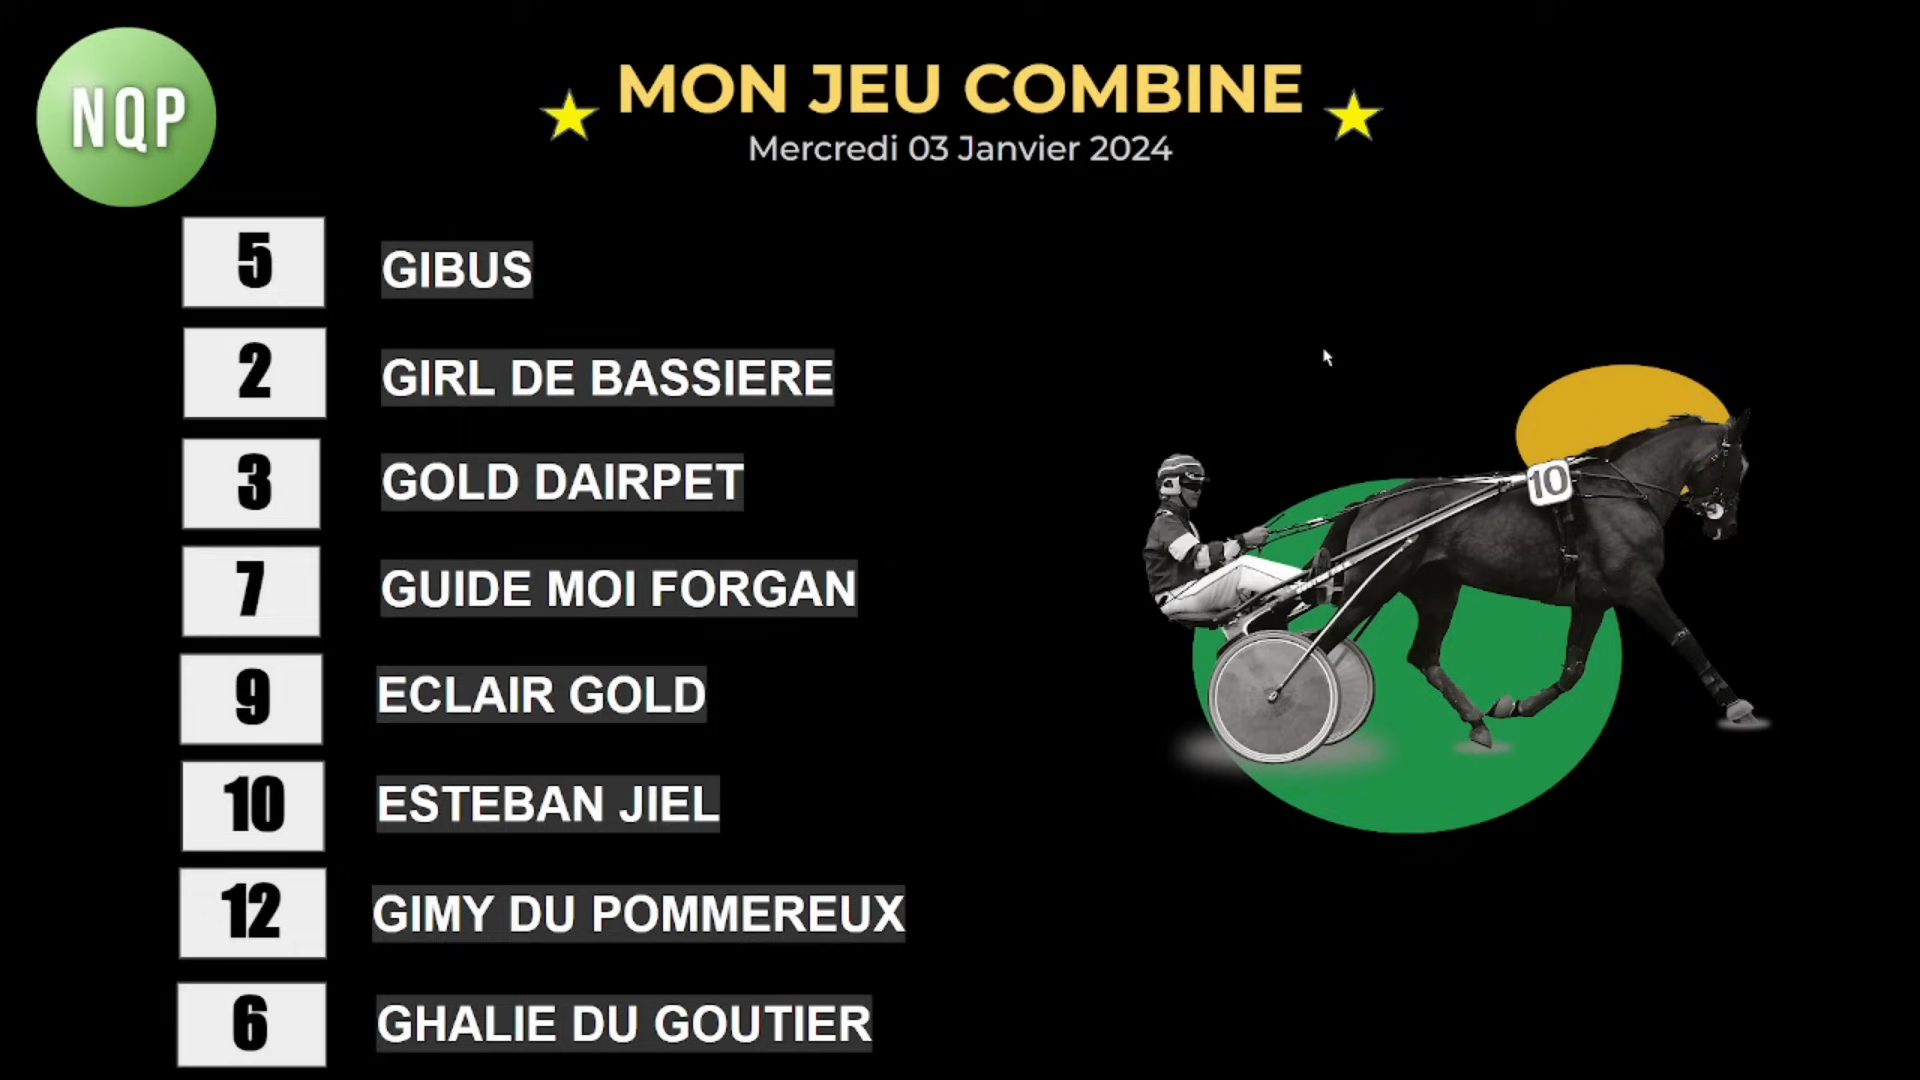 NQP
MON JEU COMBINE
Mercredi 03 Janvier 2024
5 GIBUS
2 GIRL DE BASSIERE
3 GOLD DAIRPET
7 GUIDE MOI FORGAN
9 ECLAIR GOLD
10 ESTEBAN JIEL
12 GIMY DU POMMEREUX
6 GHALIE DU GOUTIER
10